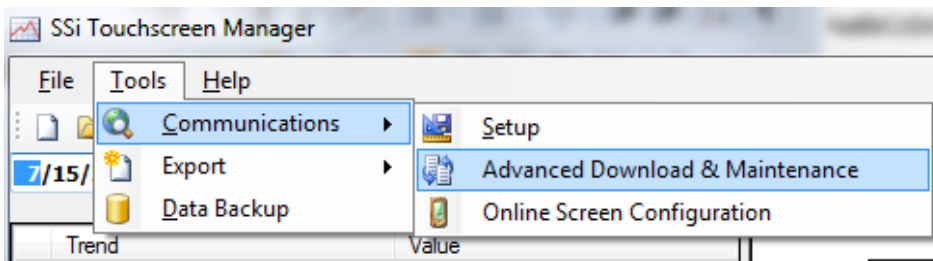 SSi Touchscreen Manager
File Tools Help
Communications Setup
7/15/ Export Advanced Download & Maintenance
Data Backup Online Screen Configuration
Trend Value